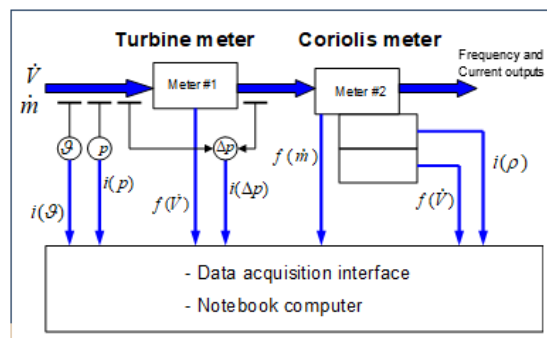 Turbine meter
Coriolis meter
Frequency and
Current outputs
V̇
ṁ
Meter #1
Meter #2
ϑ
p
Δp
f(ṁ)
i(ρ)
i(p)
i(Δp)
i(ϑ)
f(V̇)
f(V̇)
- Data acquisition interface
- Notebook computer